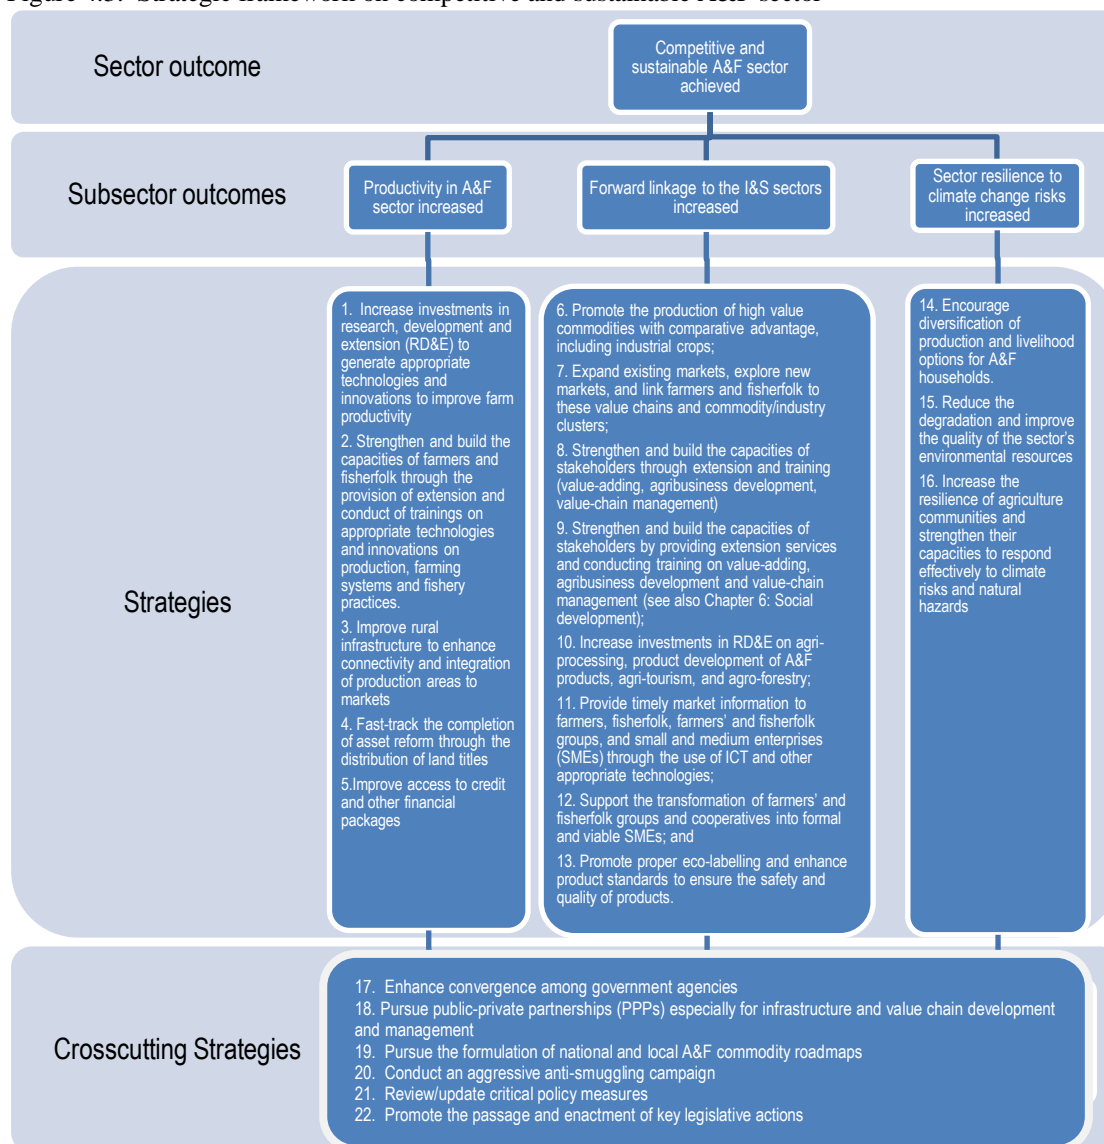 Figure 4.3. Strategic framework on competitive and sustainable A&F sector
Sector outcome
Competitive and
sustainable A&F sector
achieved
Subsector outcomes
Productivity in A&F
sector increased
Forward linkage to the I&S sectors
increased
Sector resilience to
climate change risks
increased
Strategies
1. Increase investments in
research, development and
extension (RD&E) to
generate appropriate
technologies and
innovations to improve farm
productivity
2. Strengthen and build the
capacities of farmers and
fisherfolk through the
provision of extension and
conduct of trainings on
appropriate technologies
and innovations on
production, farming
systems and fishery
practices.
3. Improve rural
infrastructure to enhance
connectivity and integration
of production areas to
markets
4. Fast-track the completion
of asset reform through the
distribution of land titles
5.Improve access to credit
and other financial
packages
6. Promote the production of high value
commodities with comparative advantage,
including industrial crops;
7. Expand existing markets, explore new
markets, and link farmers and fisherfolk to
these value chains and commodity/industry
clusters;
8. Strengthen and build the capacities of
stakeholders through extension and training
(value-adding, agribusiness development,
value-chain management)
9. Strengthen and build the capacities of
stakeholders by providing extension services
and conducting training on value-adding,
agribusiness development and value-chain
management (see also Chapter 6: Social
development);
10. Increase investments in RD&E on agri-
processing, product development of A&F
products, agri-tourism, and agro-forestry;
11. Provide timely market information to
farmers, fisherfolk, farmers' and fisherfolk
groups, and small and medium enterprises
(SMEs) through the use of ICT and other
appropriate technologies;
12. Support the transformation of farmers' and
fisherfolk groups and cooperatives into formal
and viable SMEs; and
13. Promote proper eco-labelling and enhance
product standards to ensure the safety and
quality of products.
14. Encourage
diversification of
production and livelihood
options for A&F
households.
15. Reduce the
degradation and improve
the quality of the sector's
environmental resources
16. Increase the
resilience of agriculture
communities and
strengthen their
capacities to respond
effectively to climate
risks and natural
hazards
Crosscutting Strategies
17. Enhance convergence among government agencies
18. Pursue public-private partnerships (PPPs) especially for infrastructure and value chain development
and management
19. Pursue the formulation of national and local A&F commodity roadmaps
20. Conduct an aggressive anti-smuggling campaign
21. Review/update critical policy measures
22. Promote the passage and enactment of key legislative actions